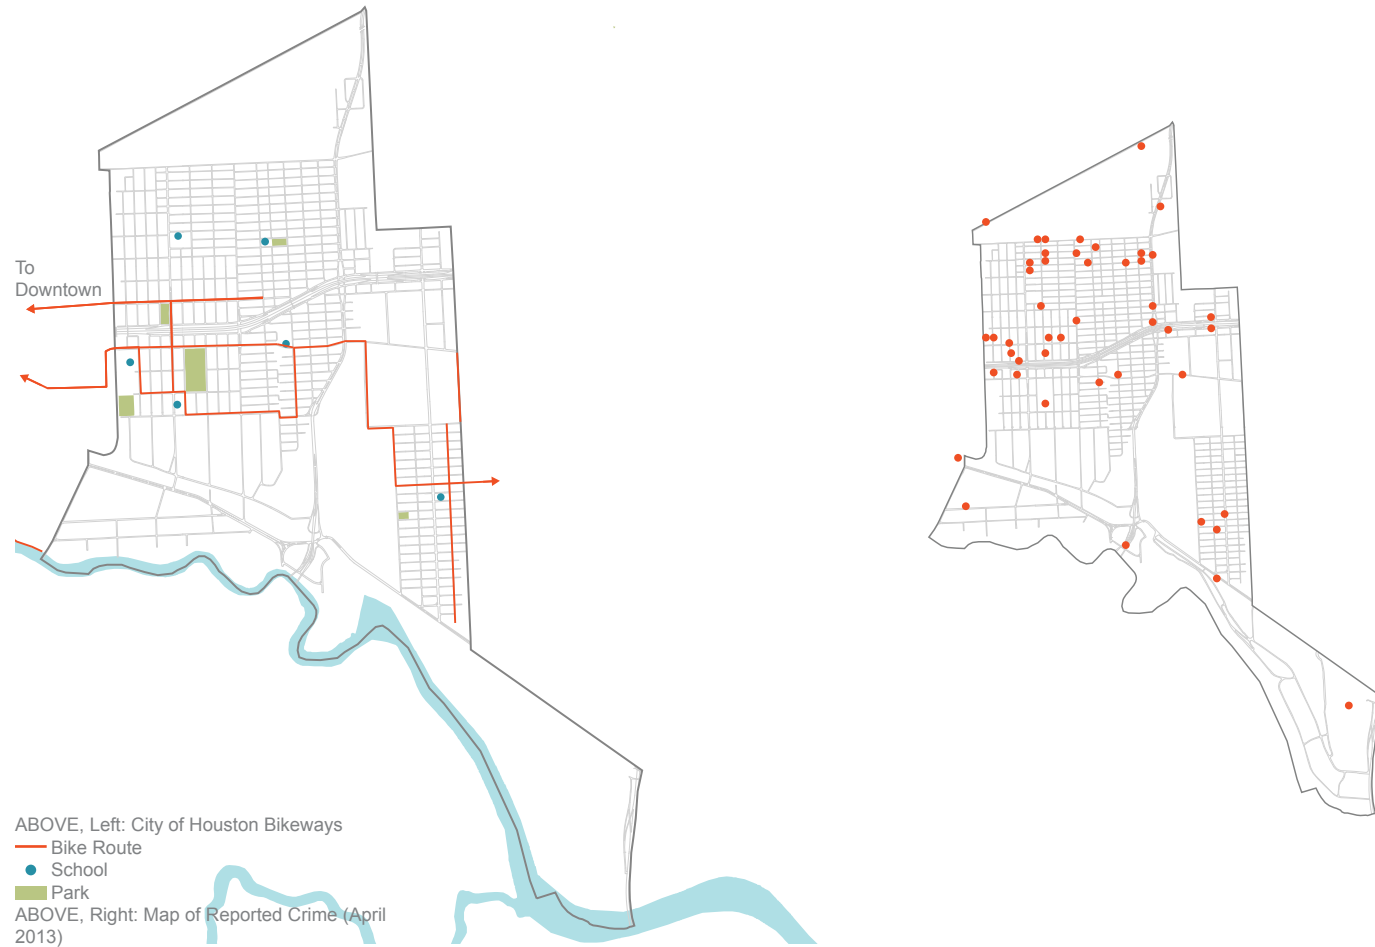 To
Downtown
ABOVE, Left: City of Houston Bikeways
Bike Route
School
Park
ABOVE, Right: Map of Reported Crime (April
2013)